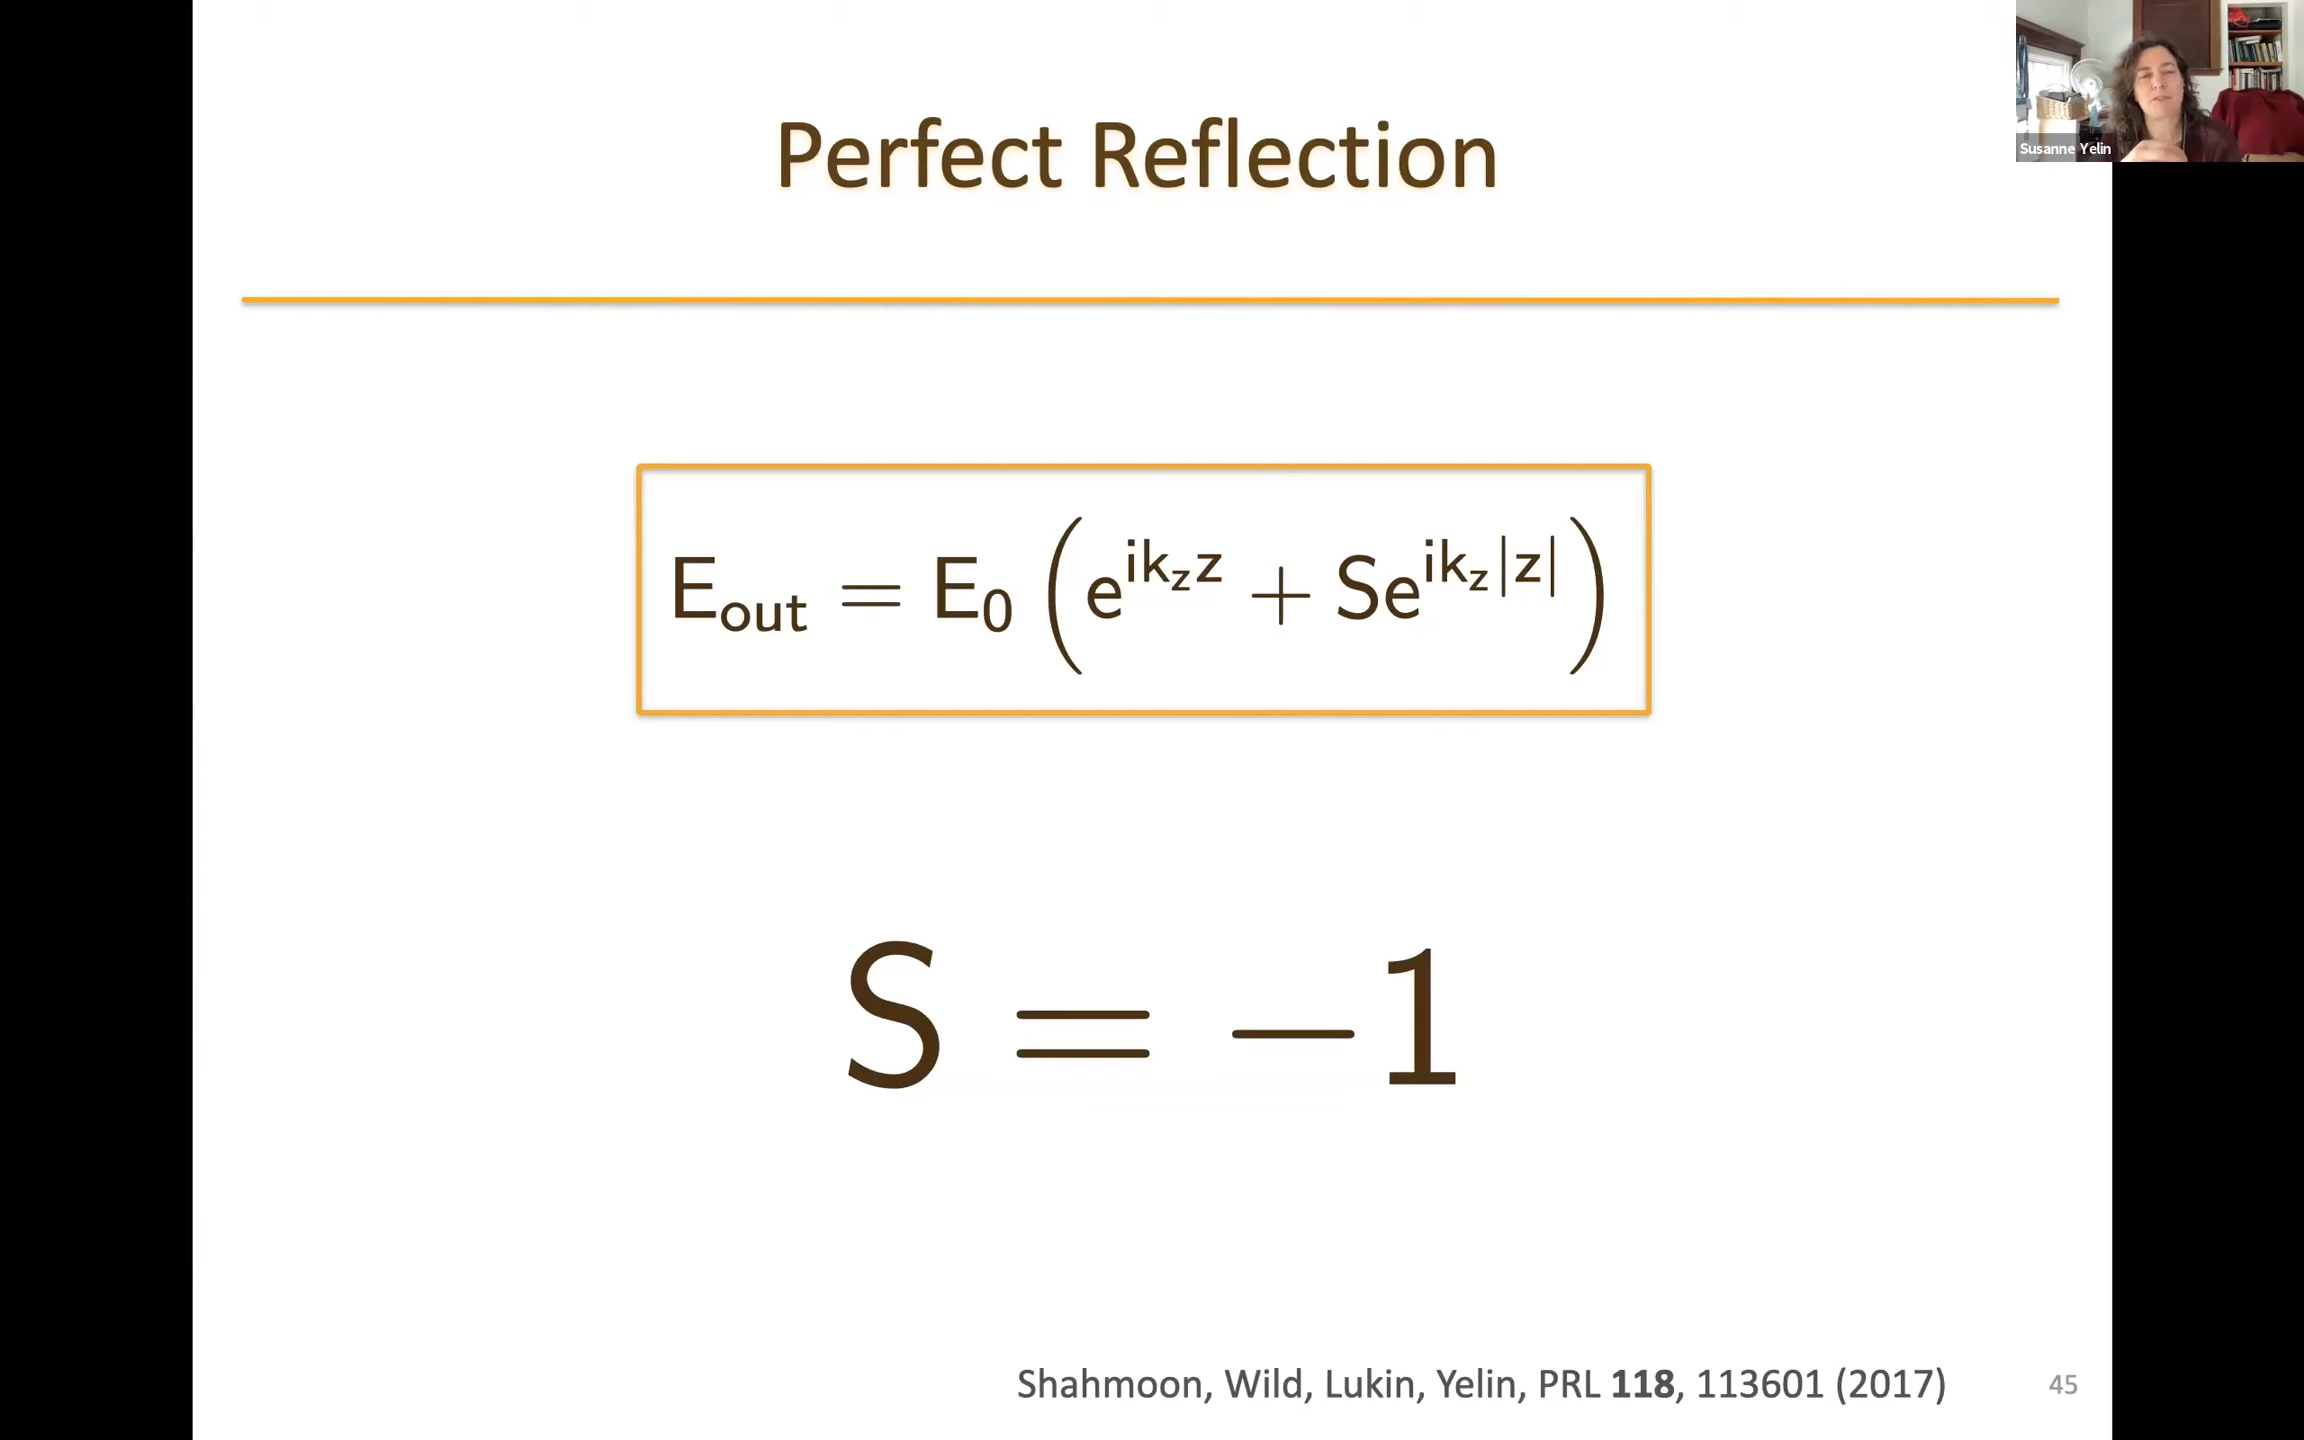 Perfect Reflection
Susanne Yelin
E_out = E_0 (e^{ik_z z} + Se^{ik_z|z|})
S = −1
Shahmoon, Wild, Lukin, Yelin, PRL 118, 113601 (2017)
45